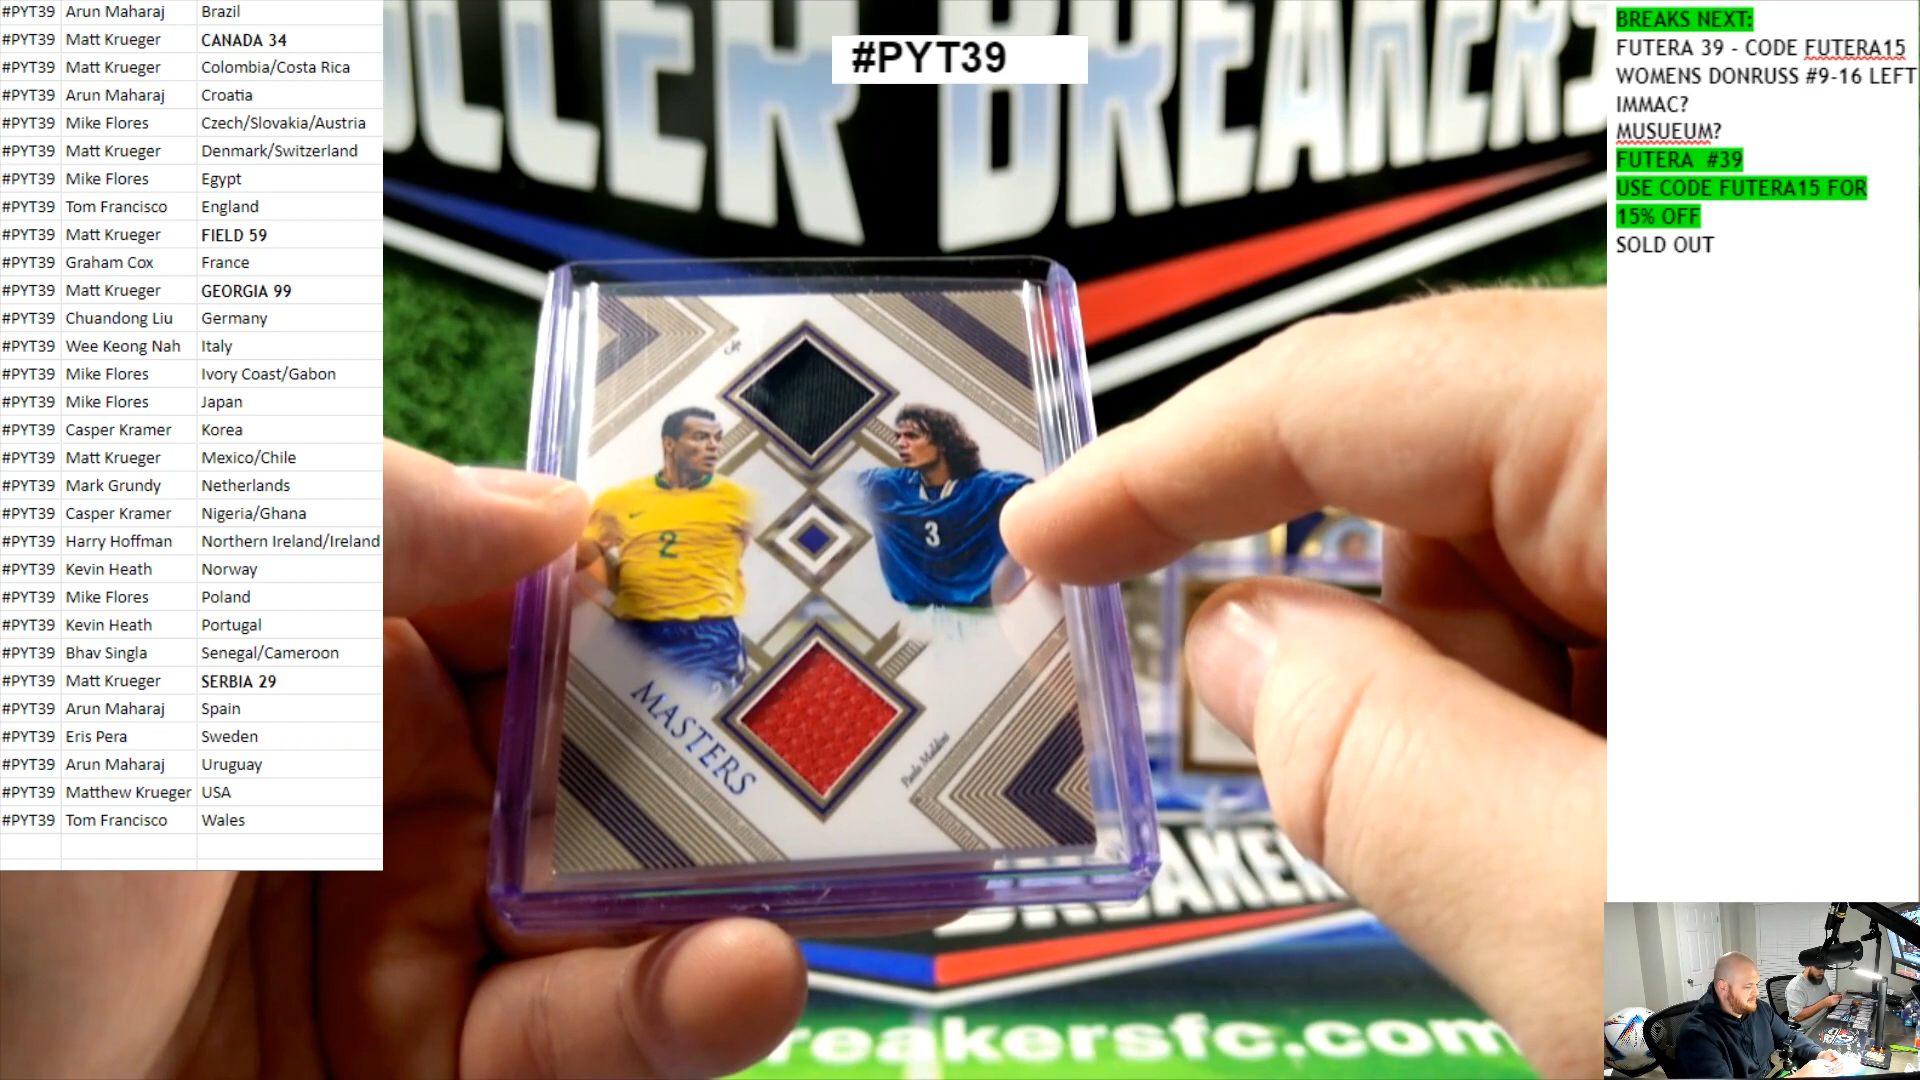 #PYT39 Arun Maharaj Brazil
#PYT39 Matt Krueger CANADA 34
#PYT39 Matt Krueger Colombia/Costa Rica
#PYT39 Arun Maharaj Croatia
#PYT39 Mike Flores Czech/Slovakia/Austria
#PYT39 Matt Krueger Denmark/Switzerland
#PYT39 Mike Flores Egypt
#PYT39 Tom Francisco England
#PYT39 Matt Krueger FIELD 59
#PYT39 Graham Cox France
#PYT39 Matt Krueger GEORGIA 99
#PYT39 Chuandong Liu Germany
#PYT39 Wee Keong Nah Italy
#PYT39 Mike Flores Ivory Coast/Gabon
#PYT39 Mike Flores Japan
#PYT39 Casper Kramer Korea
#PYT39 Matt Krueger Mexico/Chile
#PYT39 Mark Grundy Netherlands
#PYT39 Casper Kramer Nigeria/Ghana
#PYT39 Harry Hoffman Northern Ireland/Ireland
#PYT39 Kevin Heath Norway
#PYT39 Mike Flores Poland
#PYT39 Kevin Heath Portugal
#PYT39 Bhav Singla Senegal/Cameroon
#PYT39 Matt Krueger SERBIA 29
#PYT39 Arun Maharaj Spain
#PYT39 Eris Pera Sweden
#PYT39 Arun Maharaj Uruguay
#PYT39 Matthew Krueger USA
#PYT39 Tom Francisco Wales
#PYT39
CCER BREAKERS
2
3
MASTERS
Paolo Maldini
BREAKERS
reakersfc.com
BREAKS NEXT:
FUTERA 39 - CODE FUTERA15
WOMENS DONRUSS #9-16 LEFT
IMMAC?
MUSUEUM?
FUTERA #39
USE CODE FUTERA15 FOR
15% OFF
SOLD OUT